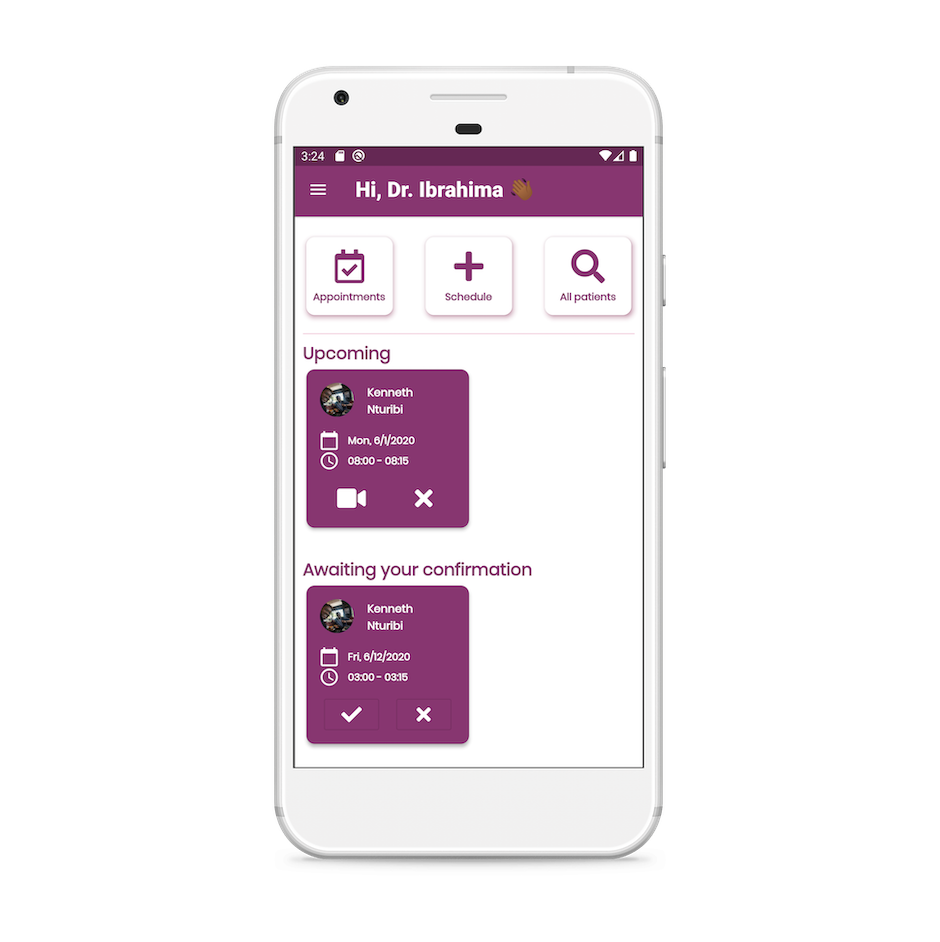 3:24
Hi, Dr. Ibrahima 👋🏾
Appointments
Schedule
All patients
Upcoming
Kenneth
Nturibi
Mon, 6/1/2020
08:00 - 08:15
Awaiting your confirmation
Kenneth
Nturibi
Fri, 6/12/2020
03:00 - 03:15